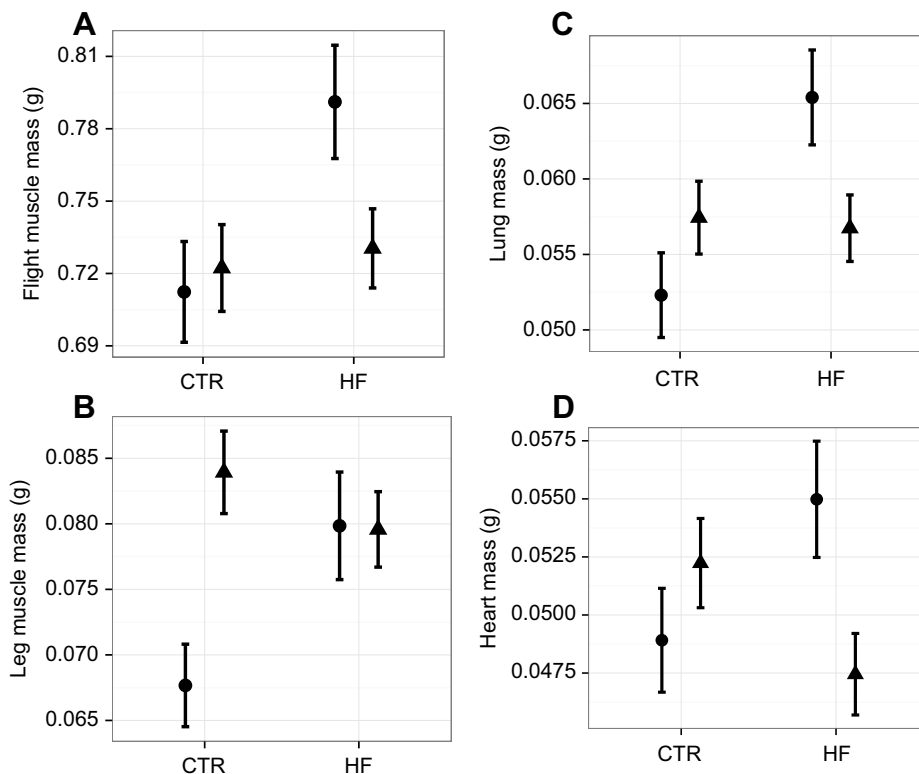 A
Flight muscle mass (g)
0.81
0.78
0.75
0.72
0.69
CTR HF
B
Leg muscle mass (g)
0.085
0.080
0.075
0.070
0.065
CTR HF
C
Lung mass (g)
0.065
0.060
0.055
0.050
CTR HF
D
Heart mass (g)
0.0575
0.0550
0.0525
0.0500
0.0475
CTR HF